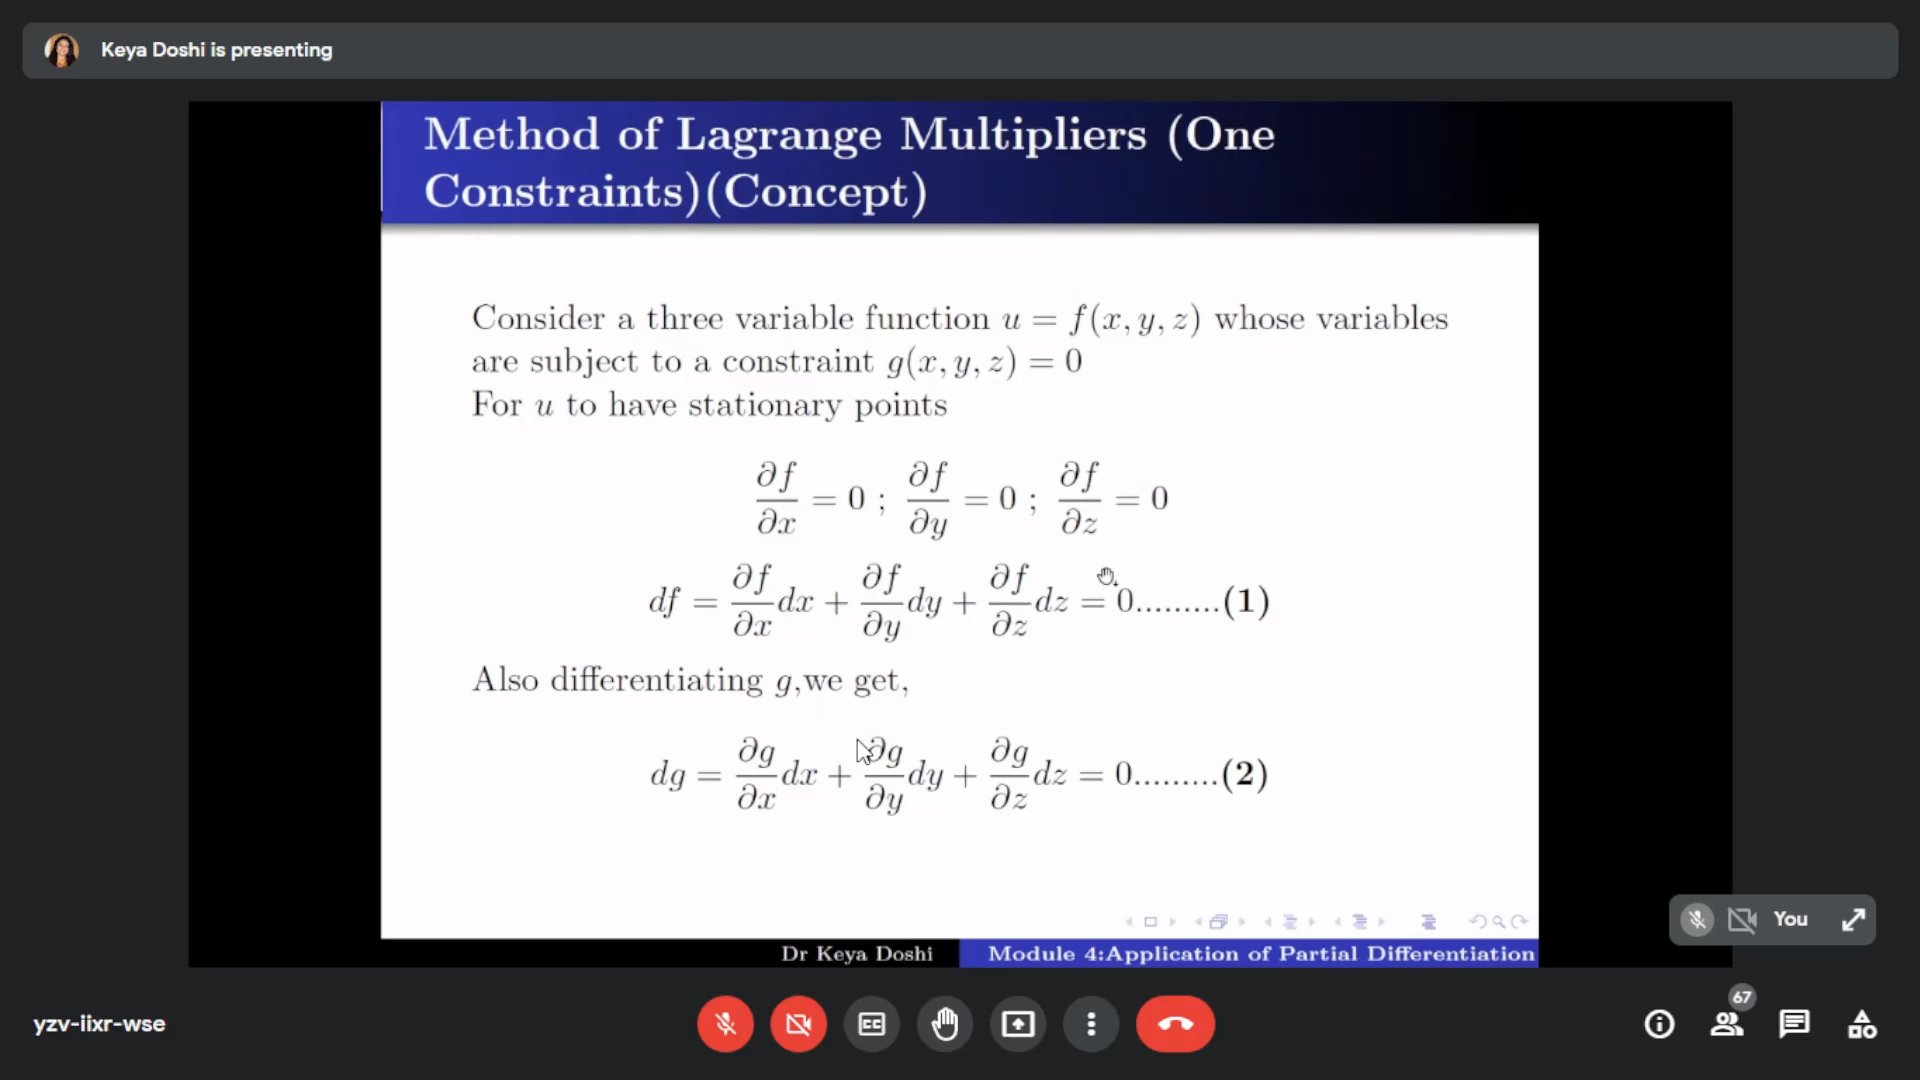 Keya Doshi is presenting
Method of Lagrange Multipliers (One
Constraints)(Concept)
Consider a three variable function u = f(x, y, z) whose variables
are subject to a constraint g(x, y, z) = 0
For u to have stationary points
∂f/∂x = 0 ; ∂f/∂y = 0 ; ∂f/∂z = 0
df = ∂f/∂x dx + ∂f/∂y dy + ∂f/∂z dz = 0.........(1)
Also differentiating g,we get,
dg = ∂g/∂x dx + ∂g/∂y dy + ∂g/∂z dz = 0.........(2)
You
Dr Keya Doshi
Module 4:Application of Partial Differentiation
67
yzv-iixr-wse
CC